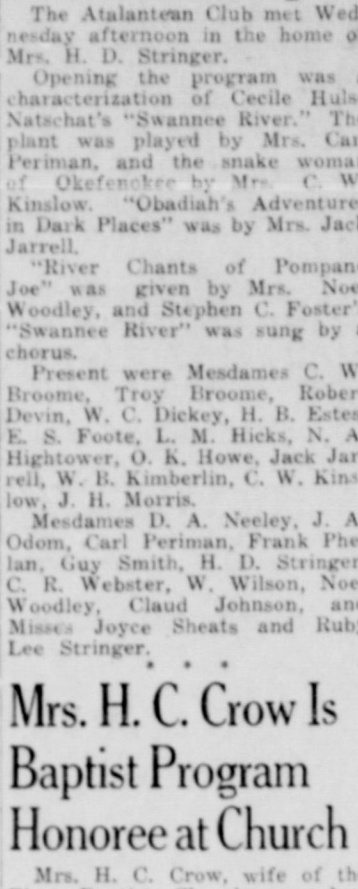 The Atalantean Club met Wed
nesday afternoon in the home o
Mrs. H. D. Stringer.
Opening the program was a
characterization of Cecile Huls
Natschat's "Swannee River." Th
plant was played by Mrs. Car
Periman, and the snake woma
of Okefenokee by Mrs. C. W
Kinslow. "Obadiah's Adventure
in Dark Places" was by Mrs. Jac
Jarrell.
"River Chants of Pompan
Joe" was given by Mrs. Noe
Woodley, and Stephen C. Foster'
"Swannee River" was sung by a
chorus.
Present were Mesdames C. W
Broome, Troy Broome, Rober
Devin, W. C. Dickey, H. B. Estes
E. S. Foote, L. M. Hicks, N. A
Hightower, O. K. Howe, Jack Jar
rell, W. B. Kimberlin, C. W. Kins
low, J. H. Morris.
Mesdames D. A. Neeley, J. A
Odom, Carl Periman, Frank Phe
lan, Guy Smith, H. D. Stringer
C. R. Webster, W. Wilson, Noe
Woodley, Claud Johnson, an
Misses Joyce Sheats and Rub
Lee Stringer.
* * *
Mrs. H. C. Crow Is
Baptist Program
Honoree at Church
Mrs. H. C. Crow, wife of th